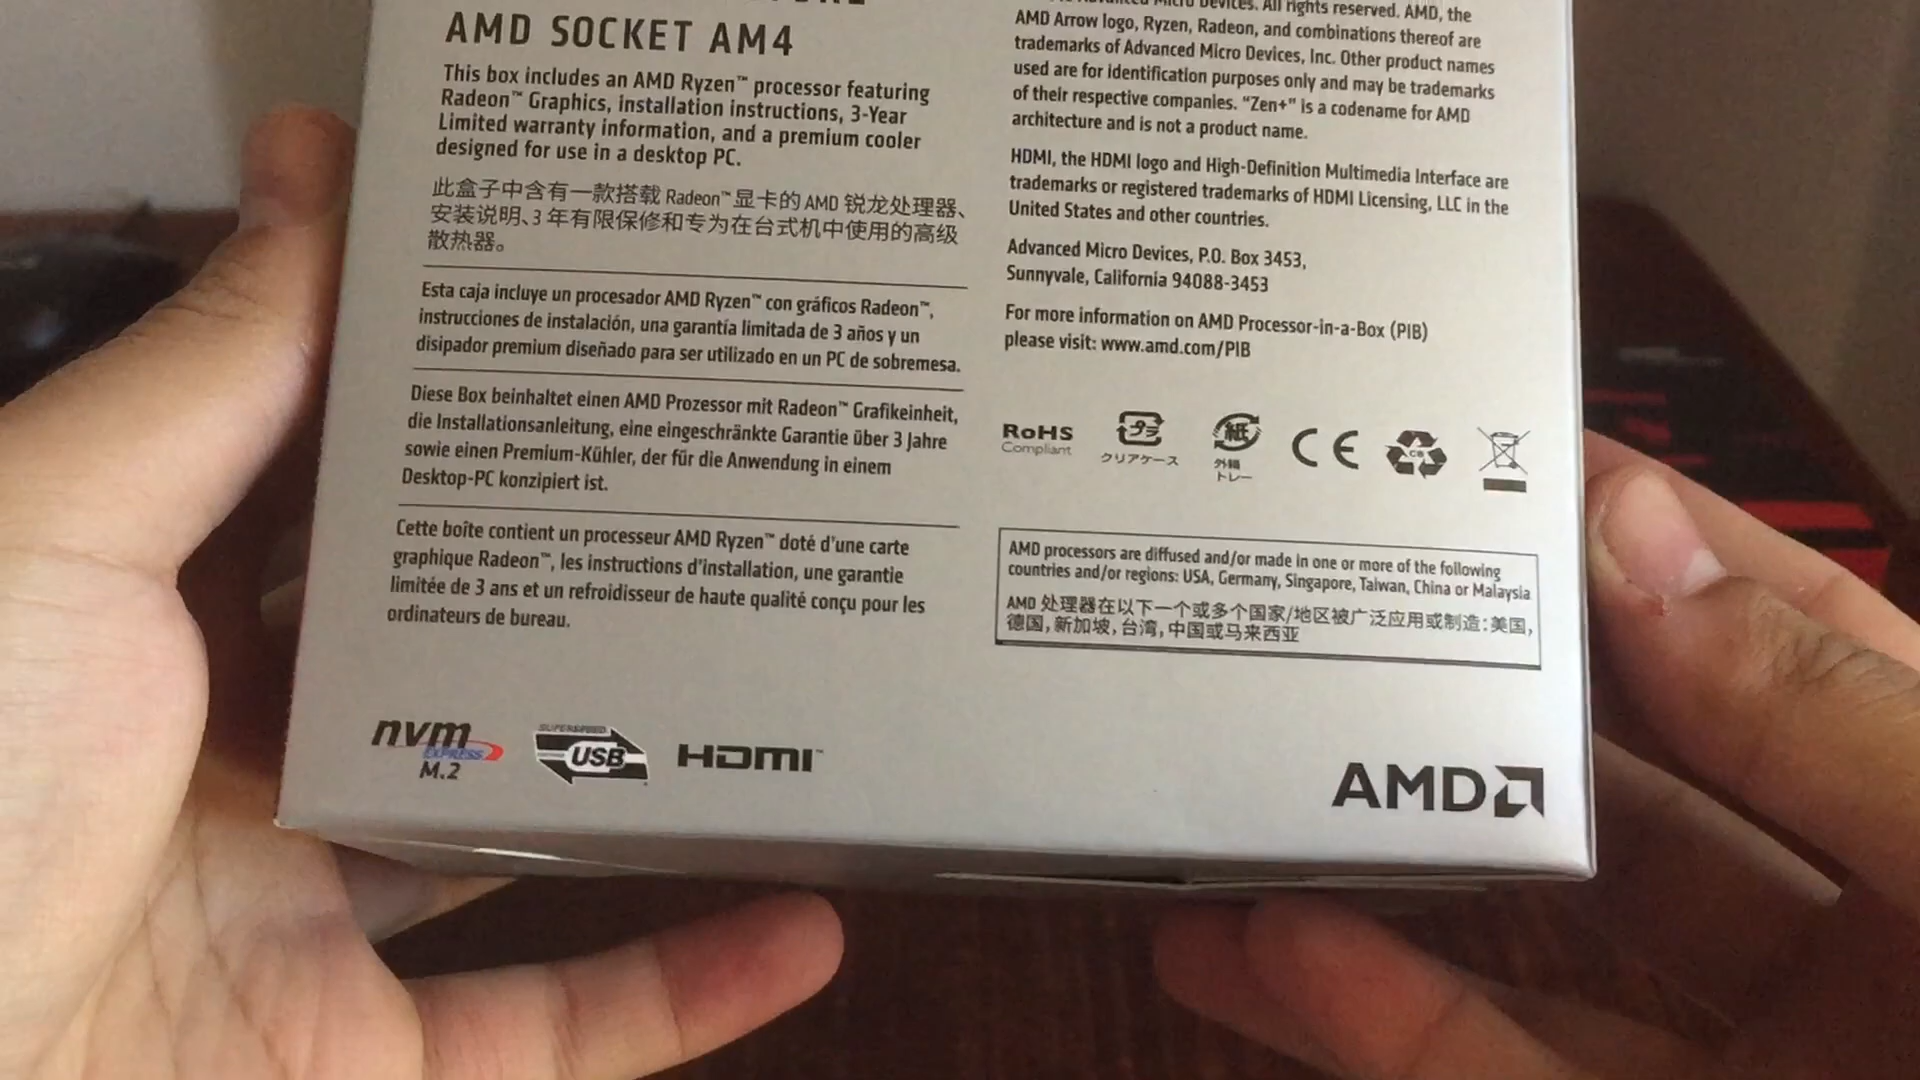 AMD SOCKET AM4
This box includes an AMD Ryzen™ processor featuring
Radeon™ Graphics, installation instructions, 3-Year
Limited warranty information, and a premium cooler
designed for use in a desktop PC.
此盒子中含有一款搭载 Radeon™ 显卡的 AMD 锐龙处理器、
安装说明、3 年有限保修和专为在台式机中使用的高级
散热器。
Esta caja incluye un procesador AMD Ryzen™ con gráficos Radeon™,
instrucciones de instalación, una garantía limitada de 3 años y un
disipador premium diseñado para ser utilizado en un PC de sobremesa.
Diese Box beinhaltet einen AMD Prozessor mit Radeon™ Grafikeinheit,
die Installationsanleitung, eine eingeschränkte Garantie über 3 Jahre
sowie einen Premium-Kühler, der für die Anwendung in einem
Desktop-PC konzipiert ist.
Cette boîte contient un processeur AMD Ryzen™ doté d'une carte
graphique Radeon™, les instructions d'installation, une garantie
limitée de 3 ans et un refroidisseur de haute qualité conçu pour les
ordinateurs de bureau.
nvm
EXPRESS
M.2
SUPERSPEED
USB
HDMI™
Micro Devices. All rights reserved. AMD, the
AMD Arrow logo, Ryzen, Radeon, and combinations thereof are
trademarks of Advanced Micro Devices, Inc. Other product names
used are for identification purposes only and may be trademarks
of their respective companies. "Zen+" is a codename for AMD
architecture and is not a product name.
HDMI, the HDMI logo and High-Definition Multimedia Interface are
trademarks or registered trademarks of HDMI Licensing, LLC in the
United States and other countries.
Advanced Micro Devices, P.O. Box 3453,
Sunnyvale, California 94088-3453
For more information on AMD Processor-in-a-Box (PIB)
please visit: www.amd.com/PIB
RoHS
Compliant
プラ
クリアケース
紙
外箱
トレー
CE
AMD processors are diffused and/or made in one or more of the following
countries and/or regions: USA, Germany, Singapore, Taiwan, China or Malaysia
AMD 处理器在以下一个或多个国家/地区被广泛应用或制造：美国，
德国，新加坡，台湾，中国或马来西亚
AMD